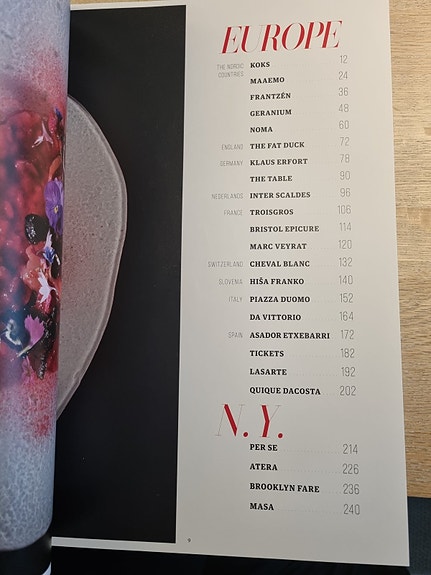 EUROPE
THE NORDIC COUNTRIES KOKS 12
MAAEMO 24
FRANTZÉN 36
GERANIUM 48
NOMA 60
ENGLAND THE FAT DUCK 72
GERMANY KLAUS ERFORT 78
THE TABLE 90
NEDERLANDS INTER SCALDES 96
FRANCE TROISGROS 106
BRISTOL EPICURE 114
MARC VEYRAT 120
SWITZERLAND CHEVAL BLANC 132
SLOVENIA HIŠA FRANKO 140
ITALY PIAZZA DUOMO 152
DA VITTORIO 164
SPAIN ASADOR ETXEBARRI 172
TICKETS 182
LASARTE 192
QUIQUE DACOSTA 202
N.Y.
PER SE 214
ATERA 226
BROOKLYN FARE 236
MASA 240
9